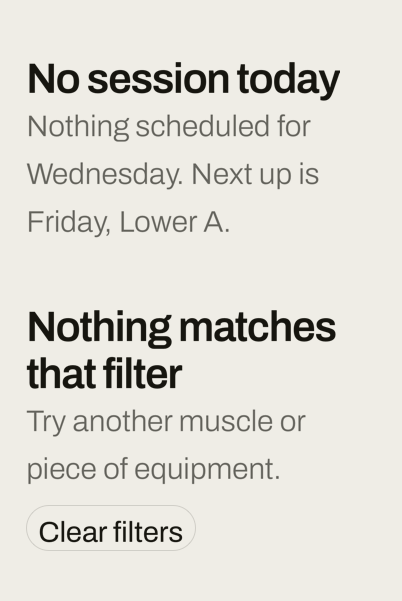 No session today
Nothing scheduled for
Wednesday. Next up is
Friday, Lower A.
Nothing matches
that filter
Try another muscle or
piece of equipment.
Clear filters